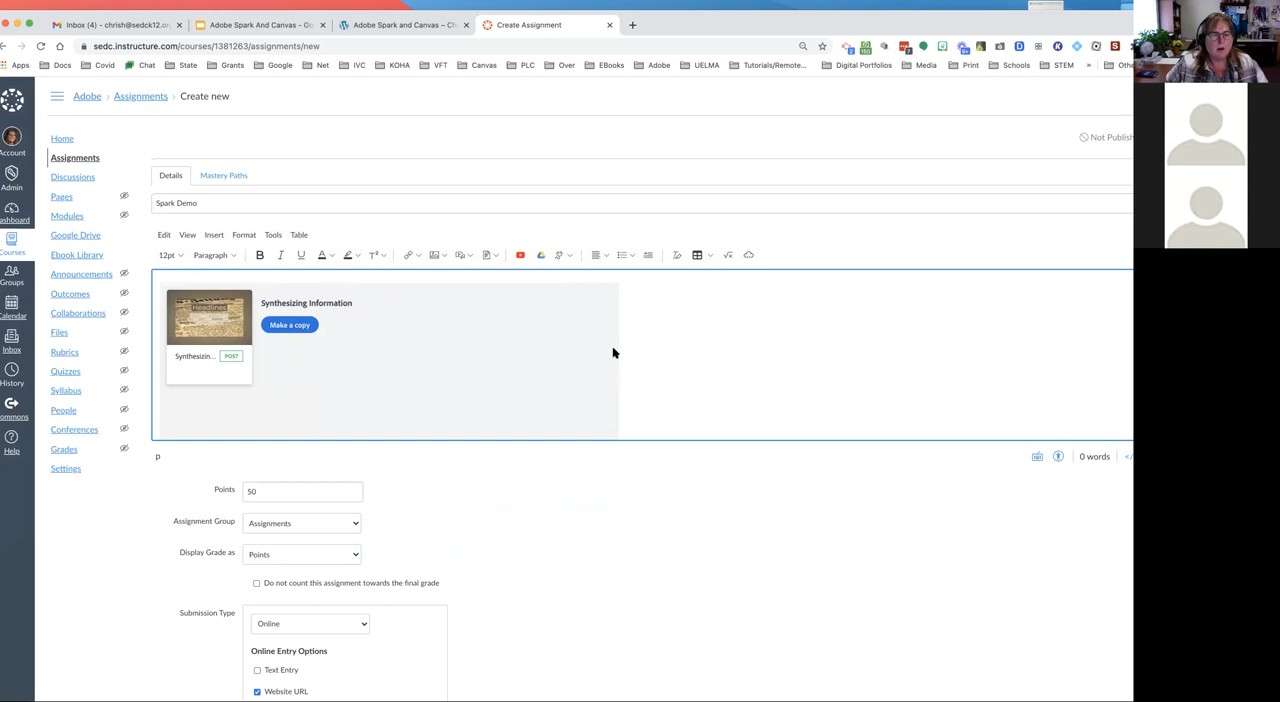 Inbox (4) - chrish@sedck12.or
Adobe Spark And Canvas - Go
Adobe Spark and Canvas – Ch
Create Assignment
sedc.instructure.com/courses/1381263/assignments/new
Apps Docs Covid Chat State Grants Google Net IVC KOHA VFT Canvas PLC Over EBooks Adobe UELMA Tutorials/Remote... Digital Portfolios Media Print Schools STEM » Oth
Adobe › Assignments › Create new
Not Publish
Account
Admin
ashboard
Courses
Groups
Calendar
Inbox
History
ommons
Help
Home
Assignments
Discussions
Pages
Modules
Google Drive
Ebook Library
Announcements
Outcomes
Collaborations
Files
Rubrics
Quizzes
Syllabus
People
Conferences
Grades
Settings
Details Mastery Paths
Spark Demo
Edit View Insert Format Tools Table
12pt Paragraph B I U A T²
Headlines
Synthesizing Information
Make a copy
Synthesizin... POST
p
0 words </
Points 50
Assignment Group Assignments
Display Grade as Points
Do not count this assignment towards the final grade
Submission Type Online
Online Entry Options
Text Entry
Website URL